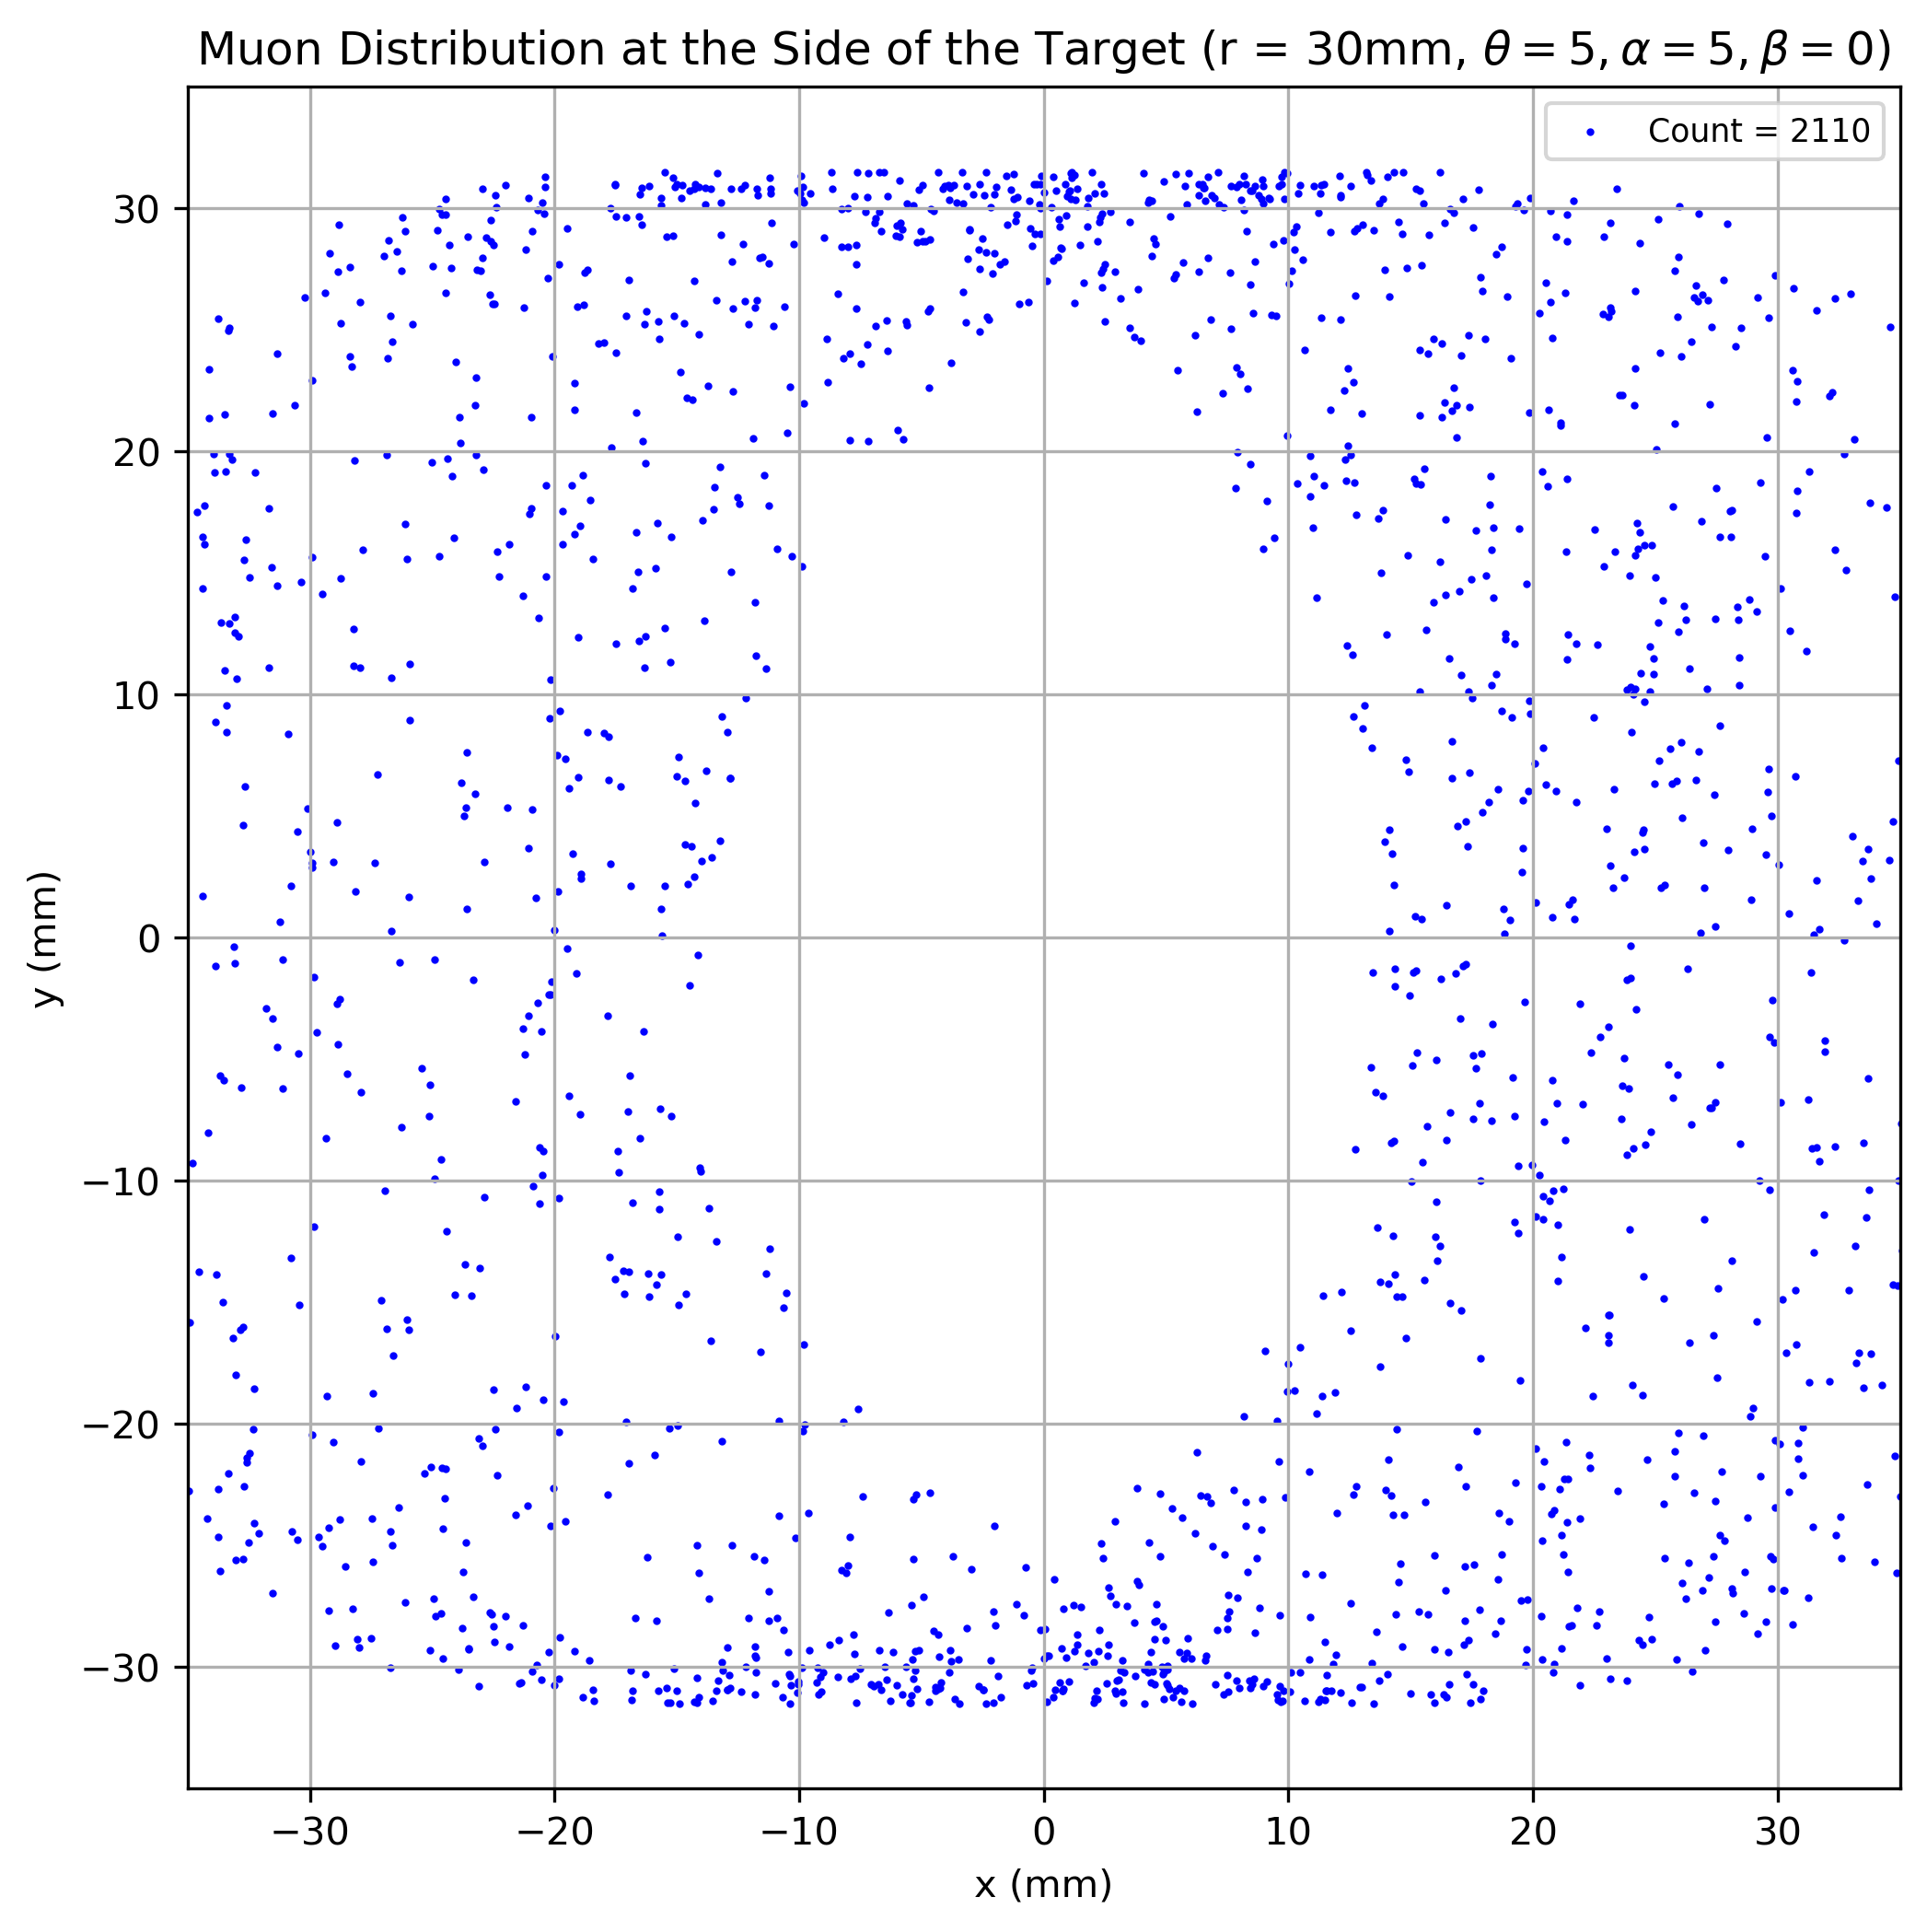 Muon Distribution at the Side of the Target (r = 30mm, θ = 5, α = 5, β = 0)
Count = 2110
30
20
10
0
−10
−20
−30
y (mm)
−30 −20 −10 0 10 20 30
x (mm)